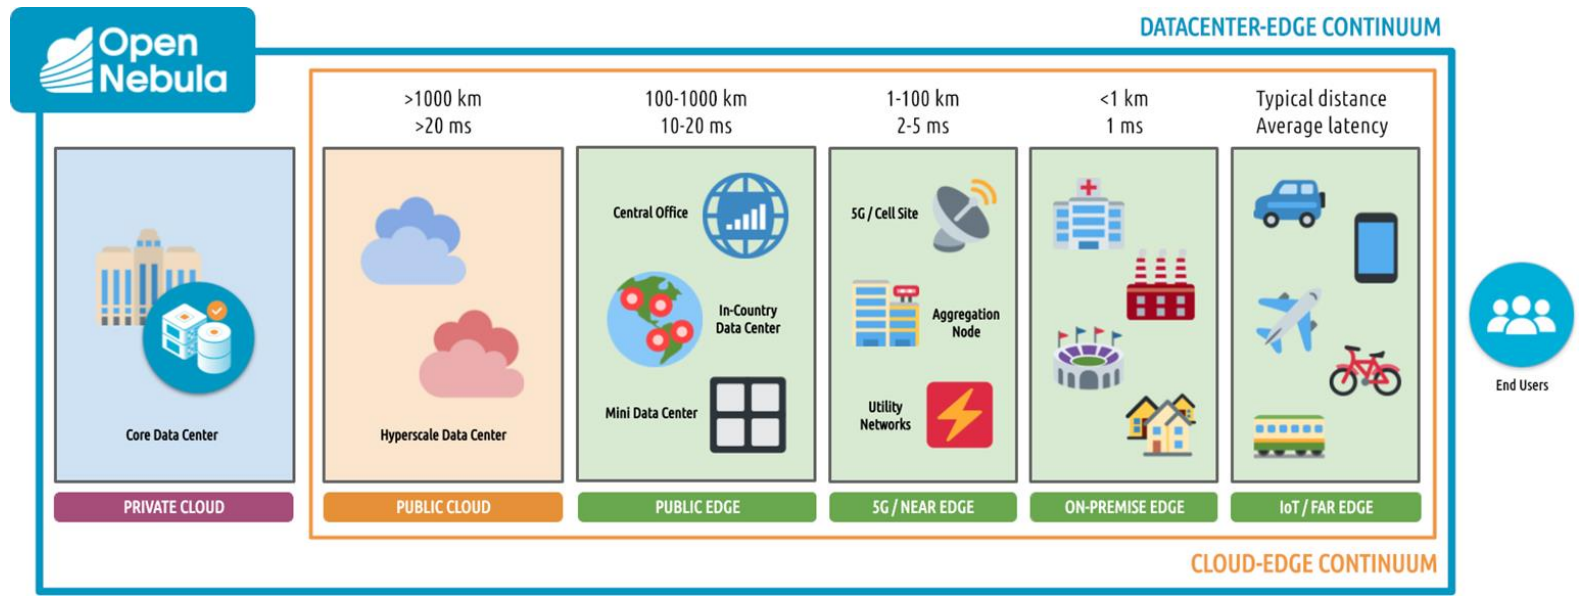 Open
Nebula
DATACENTER-EDGE CONTINUUM
>1000 km
>20 ms
100-1000 km
10-20 ms
1-100 km
2-5 ms
<1 km
1 ms
Typical distance
Average latency
Core Data Center
Hyperscale Data Center
Central Office
In-Country
Data Center
Mini Data Center
5G / Cell Site
Aggregation
Node
Utility
Networks
End Users
PRIVATE CLOUD
PUBLIC CLOUD
PUBLIC EDGE
5G / NEAR EDGE
ON-PREMISE EDGE
IoT / FAR EDGE
CLOUD-EDGE CONTINUUM